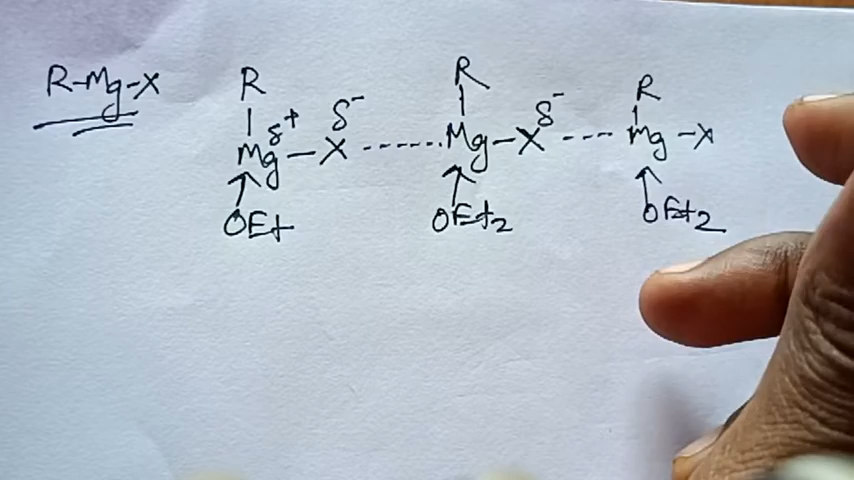 R-Mg-X R R R
δ+ δ- δ-
Mg-X-----Mg-X---Mg-X
OEt OEt2 OEt2